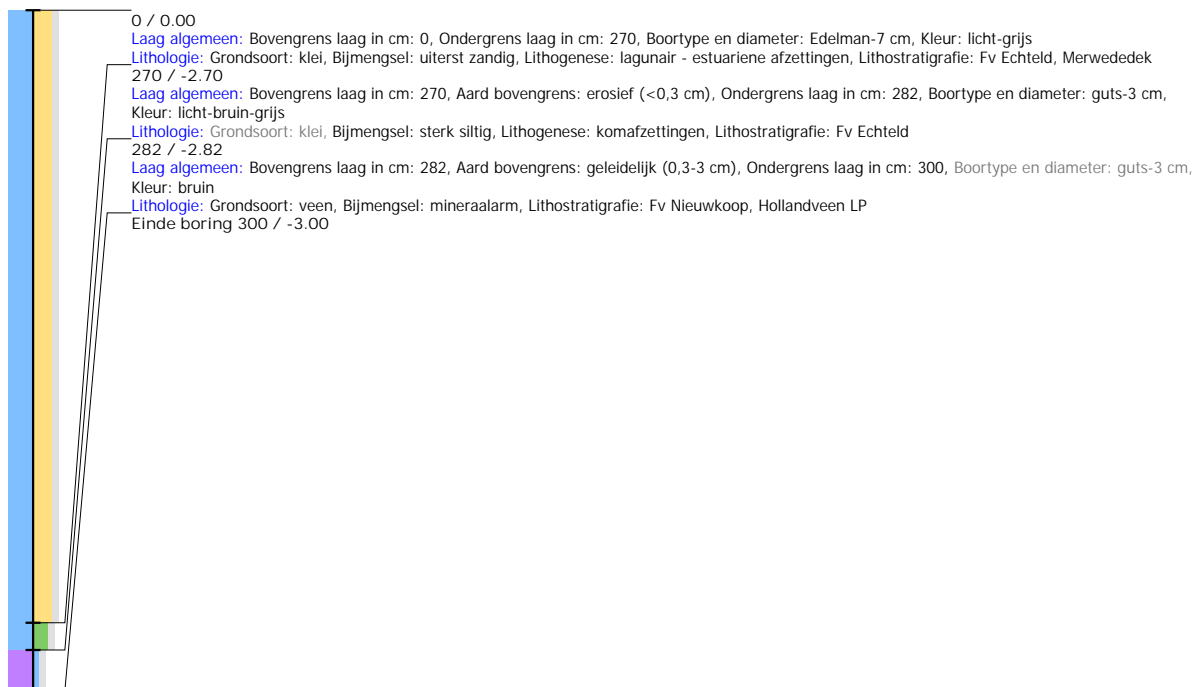 0 / 0.00
Laag algemeen: Bovengrens laag in cm: 0, Ondergrens laag in cm: 270, Boortype en diameter: Edelman-7 cm, Kleur: licht-grijs
Lithologie: Grondsoort: klei, Bijmengsel: uiterst zandig, Lithogenese: lagunair - estuariene afzettingen, Lithostratigrafie: Fv Echteld, Merwededek
270 / -2.70
Laag algemeen: Bovengrens laag in cm: 270, Aard bovengrens: erosief (<0,3 cm), Ondergrens laag in cm: 282, Boortype en diameter: guts-3 cm,
Kleur: licht-bruin-grijs
Lithologie: Grondsoort: klei, Bijmengsel: sterk siltig, Lithogenese: komafzettingen, Lithostratigrafie: Fv Echteld
282 / -2.82
Laag algemeen: Bovengrens laag in cm: 282, Aard bovengrens: geleidelijk (0,3-3 cm), Ondergrens laag in cm: 300, Boortype en diameter: guts-3 cm,
Kleur: bruin
Lithologie: Grondsoort: veen, Bijmengsel: mineraalarm, Lithostratigrafie: Fv Nieuwkoop, Hollandveen LP
Einde boring 300 / -3.00